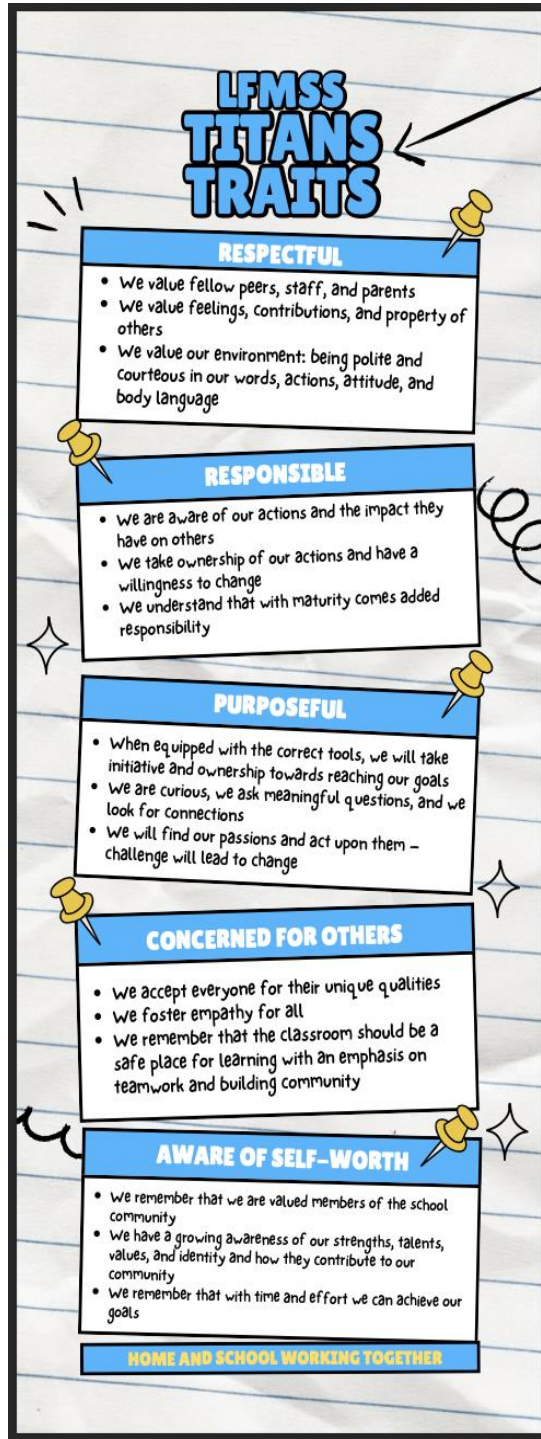 LFMSS
TITANS
TRAITS
RESPECTFUL
• We value fellow peers, staff, and parents
• We value feelings, contributions, and property of
others
• We value our environment: being polite and
courteous in our words, actions, attitude, and
body language
RESPONSIBLE
• We are aware of our actions and the impact they
have on others
• We take ownership of our actions and have a
willingness to change
• We understand that with maturity comes added
responsibility
PURPOSEFUL
• When equipped with the correct tools, we will take
initiative and ownership towards reaching our goals
• We are curious, we ask meaningful questions, and we
look for connections
• We will find our passions and act upon them –
challenge will lead to change
CONCERNED FOR OTHERS
• We accept everyone for their unique qualities
• We foster empathy for all
• We remember that the classroom should be a
safe place for learning with an emphasis on
teamwork and building community
AWARE OF SELF-WORTH
• We remember that we are valued members of the school
community
• We have a growing awareness of our strengths, talents,
values, and identity and how they contribute to our
community
• We remember that with time and effort we can achieve our
goals
HOME AND SCHOOL WORKING TOGETHER